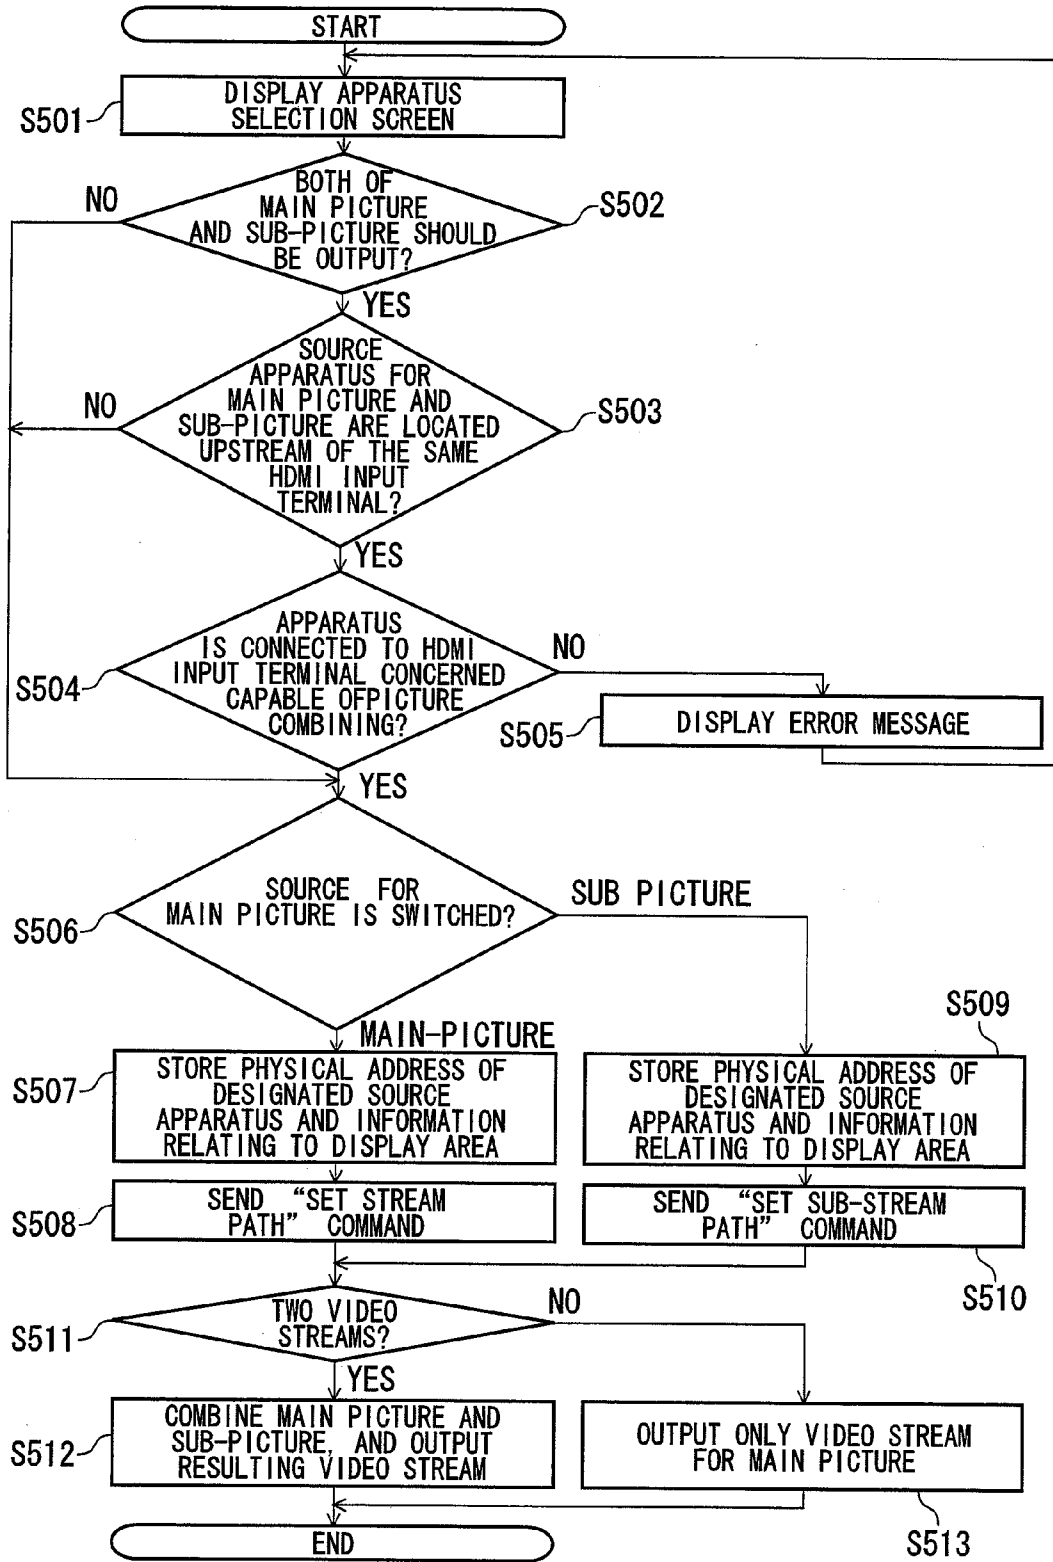 START
DISPLAY APPARATUS
SELECTION SCREEN
S501
BOTH OF
MAIN PICTURE
AND SUB-PICTURE SHOULD
BE OUTPUT?
NO
S502
YES
SOURCE
APPARATUS FOR
MAIN PICTURE AND
SUB-PICTURE ARE LOCATED
UPSTREAM OF THE SAME
HDMI INPUT
TERMINAL?
NO
S503
YES
APPARATUS
IS CONNECTED TO HDMI
INPUT TERMINAL CONCERNED
CAPABLE OFPICTURE
COMBINING?
NO
S504
DISPLAY ERROR MESSAGE
S505
YES
SOURCE FOR
MAIN PICTURE IS SWITCHED?
SUB PICTURE
S506
MAIN-PICTURE
S509
STORE PHYSICAL ADDRESS OF
DESIGNATED SOURCE
APPARATUS AND INFORMATION
RELATING TO DISPLAY AREA
S507
STORE PHYSICAL ADDRESS OF
DESIGNATED SOURCE
APPARATUS AND INFORMATION
RELATING TO DISPLAY AREA
SEND “SET STREAM
PATH” COMMAND
S508
SEND “SET SUB-STREAM
PATH” COMMAND
S510
TWO VIDEO
STREAMS?
NO
S511
YES
COMBINE MAIN PICTURE AND
SUB-PICTURE, AND OUTPUT
RESULTING VIDEO STREAM
S512
OUTPUT ONLY VIDEO STREAM
FOR MAIN PICTURE
S513
END